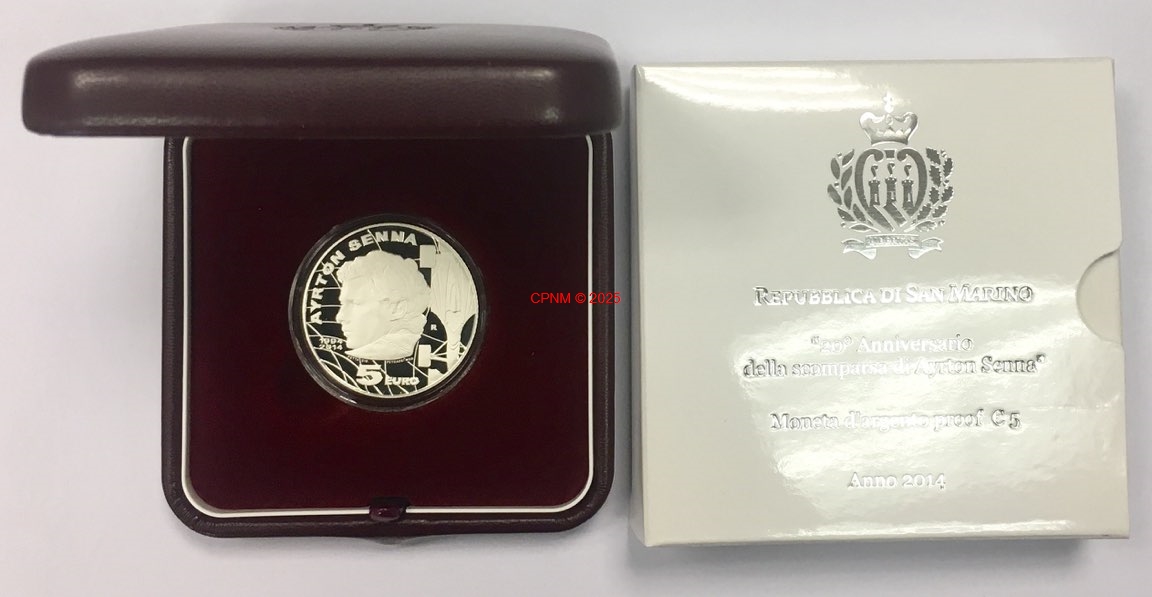 AYRTON SENNA
1994
2014
R
5 EURO
CPNM © 2025
REPUBBLICA DI SAN MARINO
"20° Anniversario
della scomparsa di Ayrton Senna"
Moneta d'argento proof € 5
Anno 2014